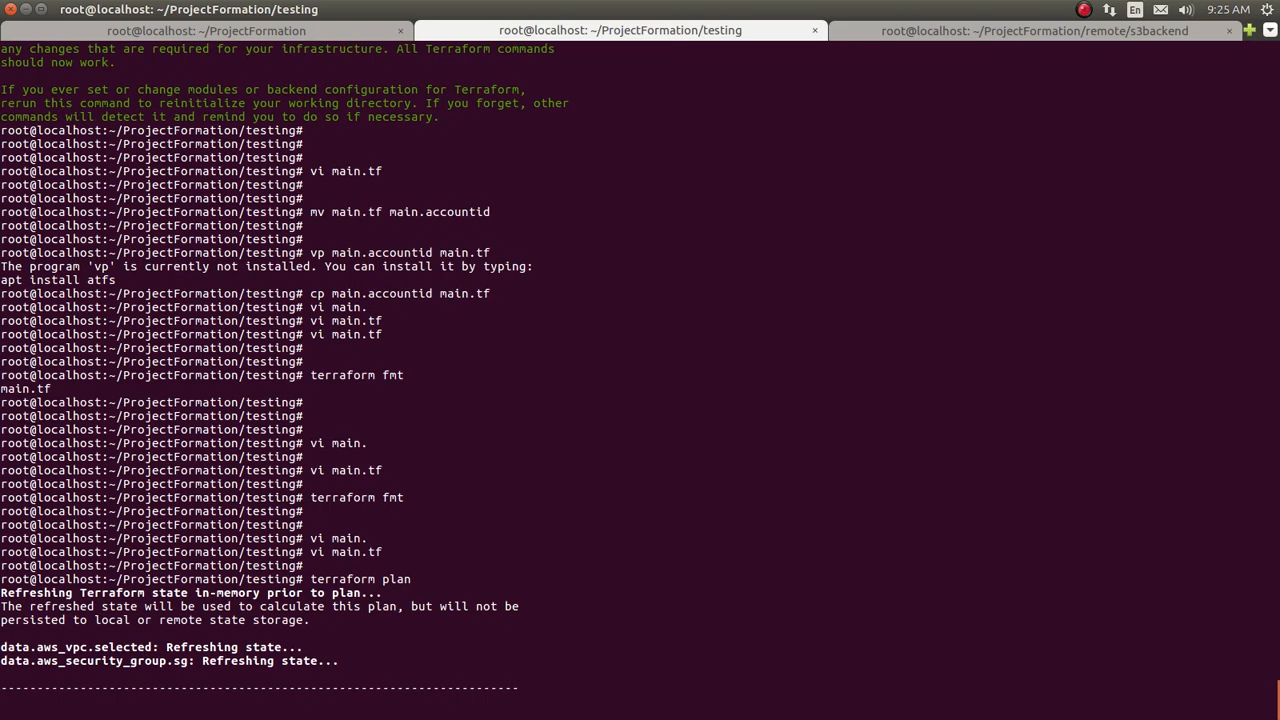 root@localhost: ~/ProjectFormation/testing
En
9:25 AM
root@localhost: ~/ProjectFormation ×
root@localhost: ~/ProjectFormation/testing ×
root@localhost: ~/ProjectFormation/remote/s3backend ×
any changes that are required for your infrastructure. All Terraform commands
should now work.
If you ever set or change modules or backend configuration for Terraform,
rerun this command to reinitialize your working directory. If you forget, other
commands will detect it and remind you to do so if necessary.
root@localhost:~/ProjectFormation/testing#
root@localhost:~/ProjectFormation/testing#
root@localhost:~/ProjectFormation/testing#
root@localhost:~/ProjectFormation/testing# vi main.tf
root@localhost:~/ProjectFormation/testing#
root@localhost:~/ProjectFormation/testing#
root@localhost:~/ProjectFormation/testing# mv main.tf main.accountid
root@localhost:~/ProjectFormation/testing#
root@localhost:~/ProjectFormation/testing#
root@localhost:~/ProjectFormation/testing# vp main.accountid main.tf
The program 'vp' is currently not installed. You can install it by typing:
apt install atfs
root@localhost:~/ProjectFormation/testing# cp main.accountid main.tf
root@localhost:~/ProjectFormation/testing# vi main.
root@localhost:~/ProjectFormation/testing# vi main.tf
root@localhost:~/ProjectFormation/testing# vi main.tf
root@localhost:~/ProjectFormation/testing#
root@localhost:~/ProjectFormation/testing#
root@localhost:~/ProjectFormation/testing# terraform fmt
main.tf
root@localhost:~/ProjectFormation/testing#
root@localhost:~/ProjectFormation/testing#
root@localhost:~/ProjectFormation/testing# vi main.
root@localhost:~/ProjectFormation/testing#
root@localhost:~/ProjectFormation/testing# vi main.tf
root@localhost:~/ProjectFormation/testing#
root@localhost:~/ProjectFormation/testing# terraform fmt
root@localhost:~/ProjectFormation/testing#
root@localhost:~/ProjectFormation/testing#
root@localhost:~/ProjectFormation/testing# vi main.
root@localhost:~/ProjectFormation/testing# vi main.tf
root@localhost:~/ProjectFormation/testing#
root@localhost:~/ProjectFormation/testing# terraform plan
Refreshing Terraform state in-memory prior to plan...
The refreshed state will be used to calculate this plan, but will not be
persisted to local or remote state storage.
data.aws_vpc.selected: Refreshing state...
data.aws_security_group.sg: Refreshing state...
------------------------------------------------------------------------